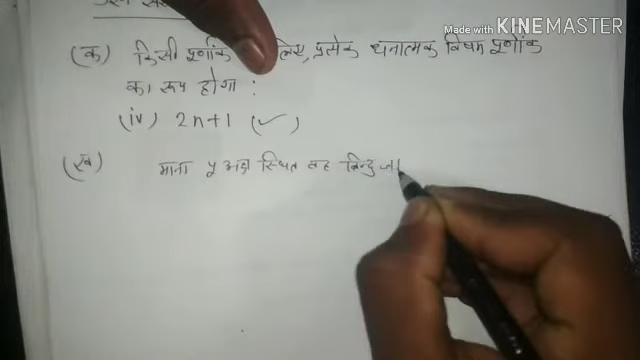 Made with KINEMASTER
(क) किसी पूर्णांक लिए, प्रत्येक धनात्मक विषम पूर्णांक
का रूप होगा :
(iv) 2n+1 (✓)
(ख) माना y अक्ष स्थित वह बिन्दु